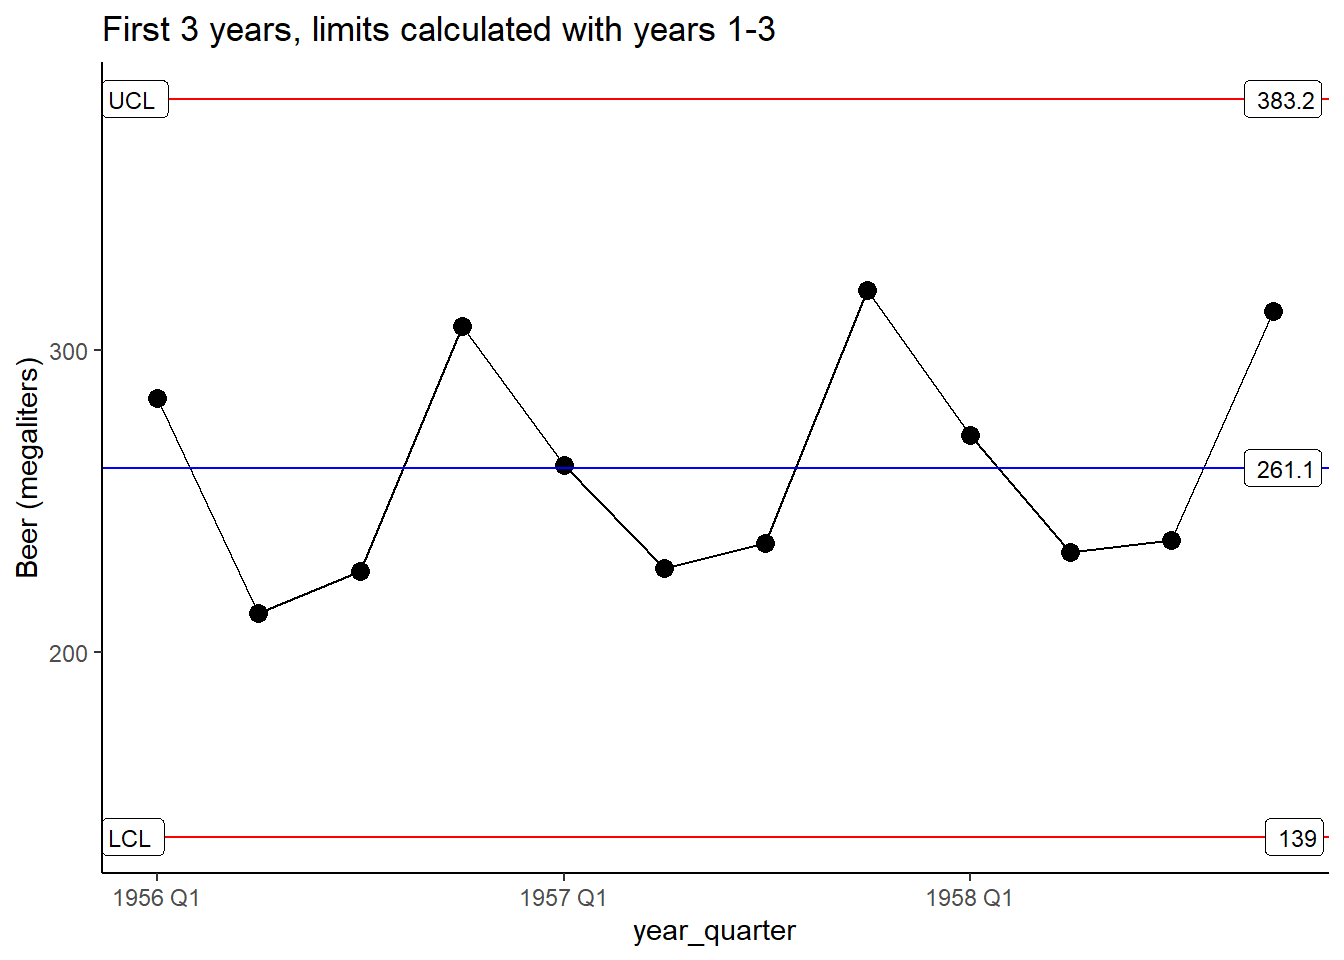 First 3 years, limits calculated with years 1-3
UCL
383.2
300
261.1
200
LCL
139
1956 Q1
1957 Q1
1958 Q1
year_quarter
Beer (megaliters)